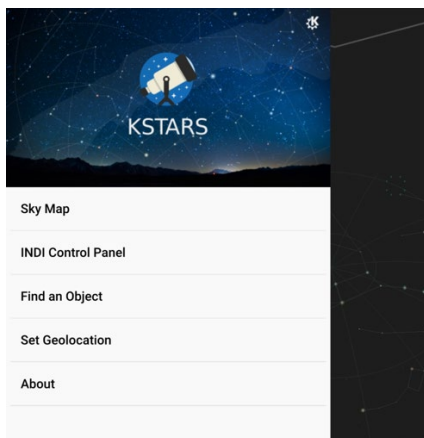 KSTARS
Sky Map
INDI Control Panel
Find an Object
Set Geolocation
About